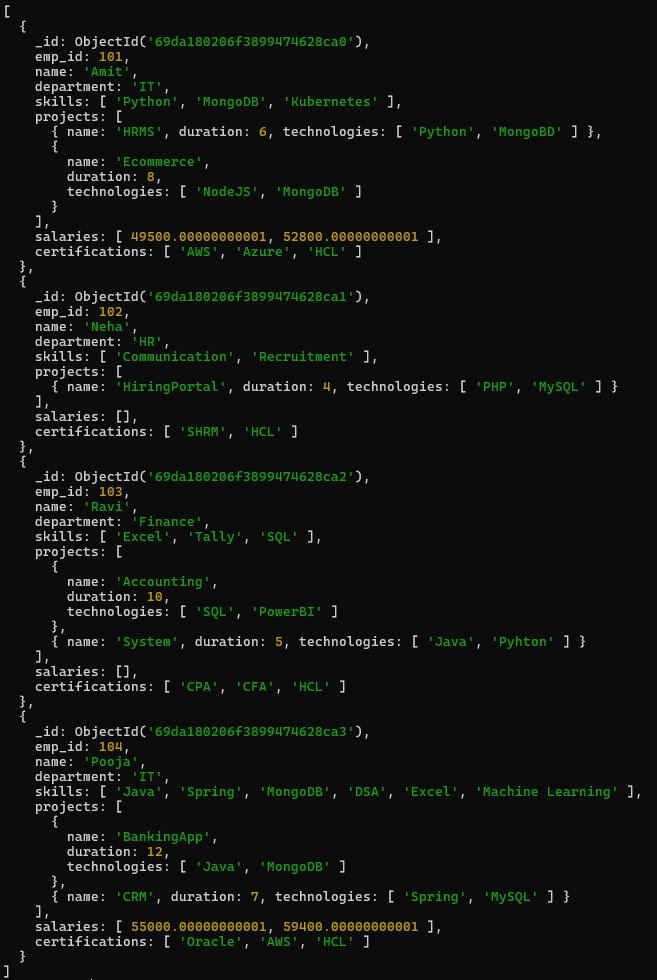 [
  {
    _id: ObjectId('69da180206f3899474628ca0'),
    emp_id: 101,
    name: 'Amit',
    department: 'IT',
    skills: [ 'Python', 'MongoDB', 'Kubernetes' ],
    projects: [
      { name: 'HRMS', duration: 6, technologies: [ 'Python', 'MongoBD' ] },
      {
        name: 'Ecommerce',
        duration: 8,
        technologies: [ 'NodeJS', 'MongoDB' ]
      }
    ],
    salaries: [ 49500.00000000001, 52800.00000000001 ],
    certifications: [ 'AWS', 'Azure', 'HCL' ]
  },
  {
    _id: ObjectId('69da180206f3899474628ca1'),
    emp_id: 102,
    name: 'Neha',
    department: 'HR',
    skills: [ 'Communication', 'Recruitment' ],
    projects: [
      { name: 'HiringPortal', duration: 4, technologies: [ 'PHP', 'MySQL' ] }
    ],
    salaries: [],
    certifications: [ 'SHRM', 'HCL' ]
  },
  {
    _id: ObjectId('69da180206f3899474628ca2'),
    emp_id: 103,
    name: 'Ravi',
    department: 'Finance',
    skills: [ 'Excel', 'Tally', 'SQL' ],
    projects: [
      {
        name: 'Accounting',
        duration: 10,
        technologies: [ 'SQL', 'PowerBI' ]
      },
      { name: 'System', duration: 5, technologies: [ 'Java', 'Pyhton' ] }
    ],
    salaries: [],
    certifications: [ 'CPA', 'CFA', 'HCL' ]
  },
  {
    _id: ObjectId('69da180206f3899474628ca3'),
    emp_id: 104,
    name: 'Pooja',
    department: 'IT',
    skills: [ 'Java', 'Spring', 'MongoDB', 'DSA', 'Excel', 'Machine Learning' ],
    projects: [
      {
        name: 'BankingApp',
        duration: 12,
        technologies: [ 'Java', 'MongoDB' ]
      },
      { name: 'CRM', duration: 7, technologies: [ 'Spring', 'MySQL' ] }
    ],
    salaries: [ 55000.00000000001, 59400.00000000001 ],
    certifications: [ 'Oracle', 'AWS', 'HCL' ]
  }
]